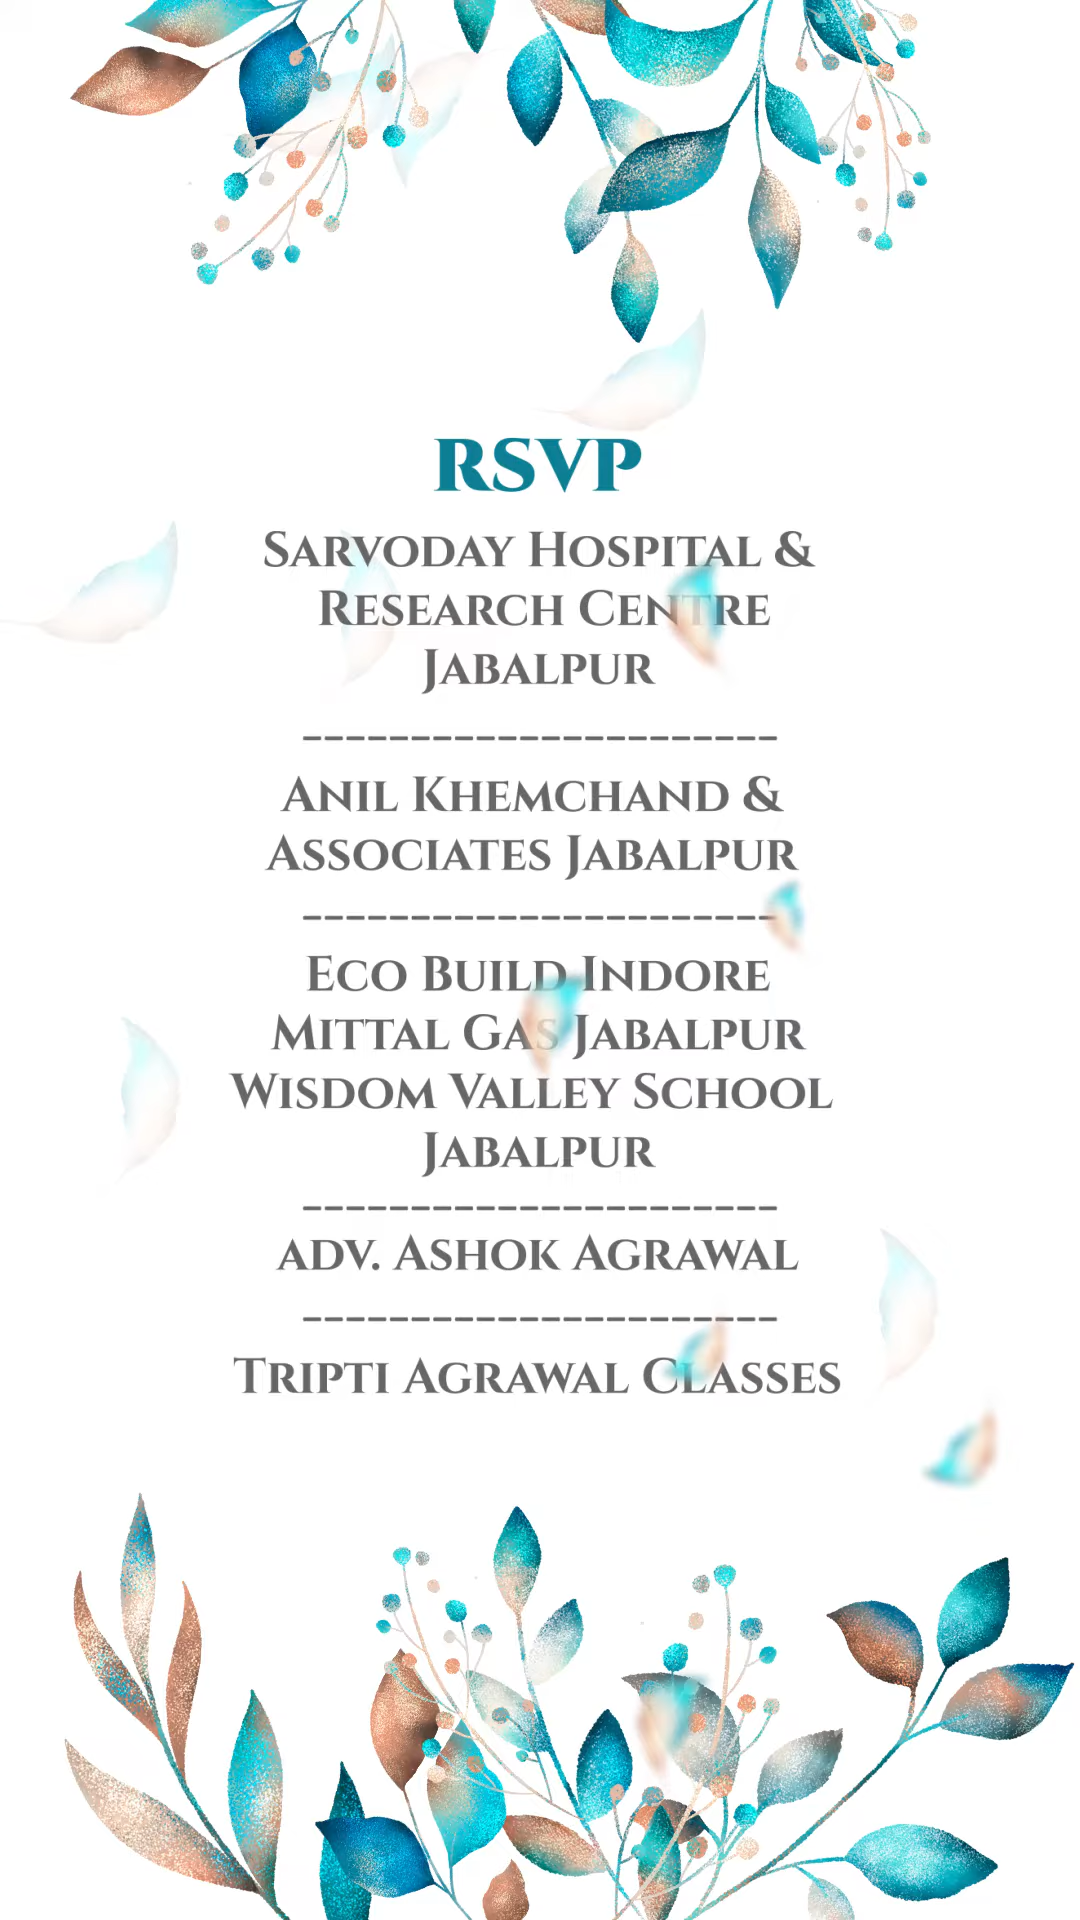 RSVP
Sarvoday Hospital &
Research Centre
Jabalpur
----------------------
Anil Khemchand &
Associates Jabalpur
----------------------
Eco Build Indore
Mittal Gas Jabalpur
Wisdom Valley School
Jabalpur
----------------------
adv. Ashok Agrawal
----------------------
Tripti Agrawal Classes